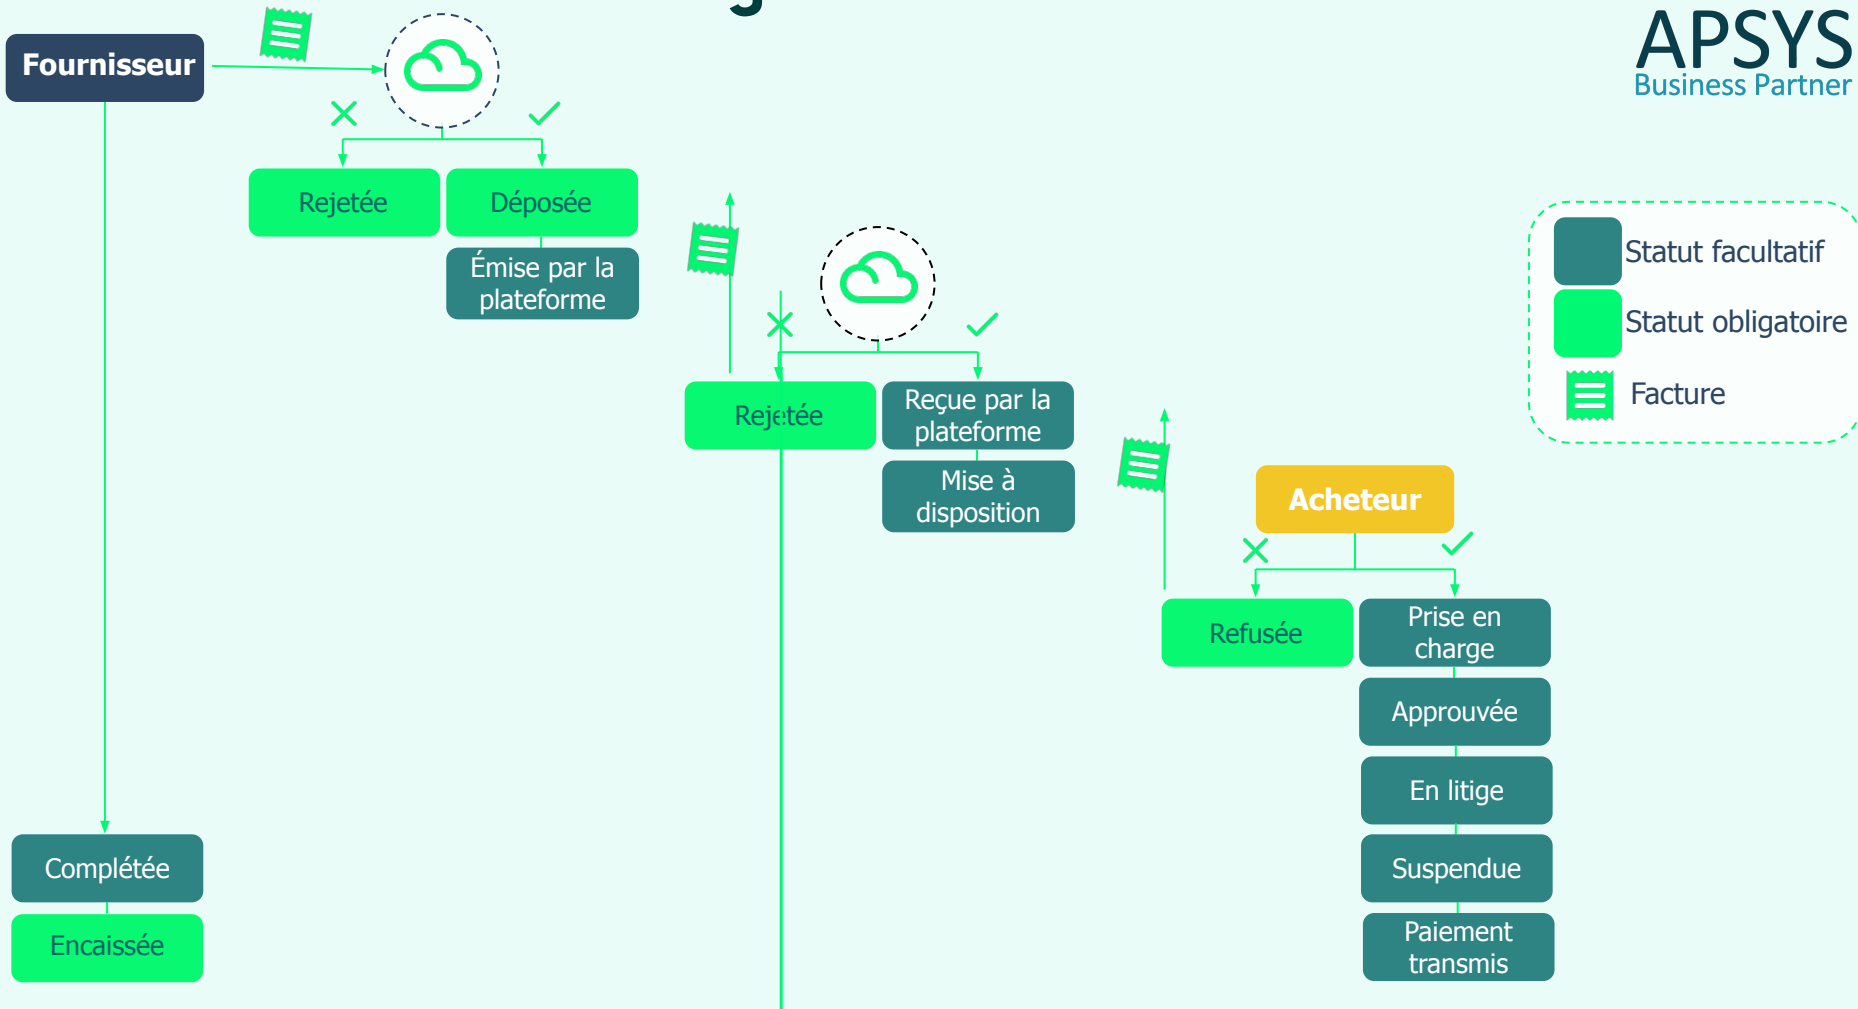 APSYS
Business Partner
Fournisseur
Rejetée
Déposée
Émise par la
plateforme
Statut facultatif
Statut obligatoire
Facture
Rejetée
Reçue par la
plateforme
Mise à
disposition
Acheteur
Refusée
Prise en
charge
Approuvée
En litige
Suspendue
Paiement
transmis
Complétée
Encaissée